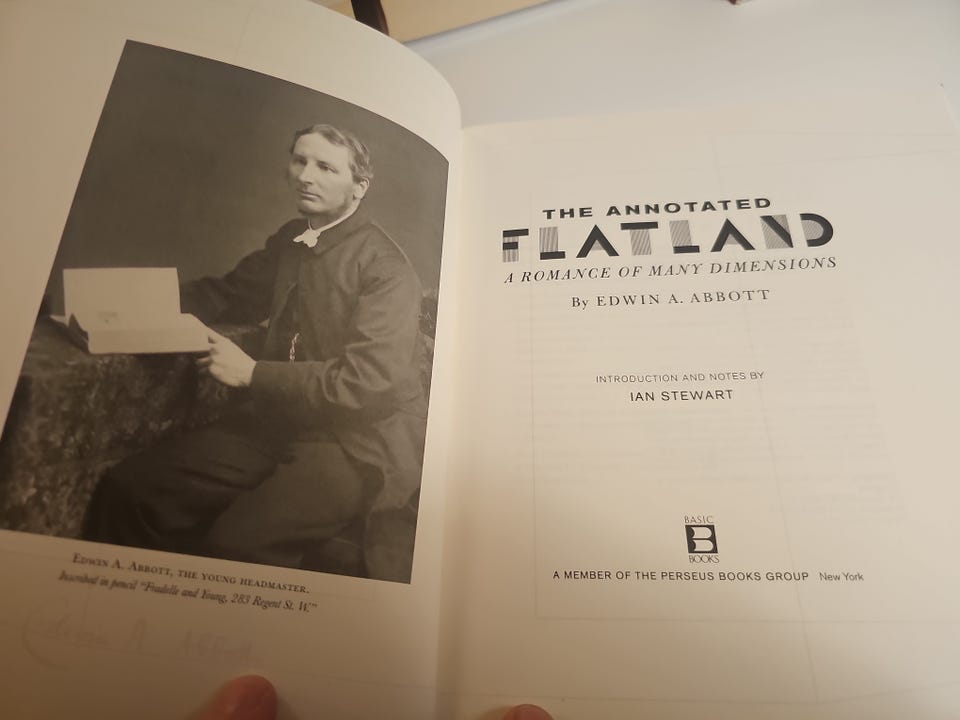 EDWIN A. ABBOTT, THE YOUNG HEADMASTER.
Inscribed in pencil "Fradelle and Young, 283 Regent St. W."
THE ANNOTATED
FLATLAND
A ROMANCE OF MANY DIMENSIONS
By EDWIN A. ABBOTT
INTRODUCTION AND NOTES BY
IAN STEWART
BASIC
B
BOOKS
A MEMBER OF THE PERSEUS BOOKS GROUP New York